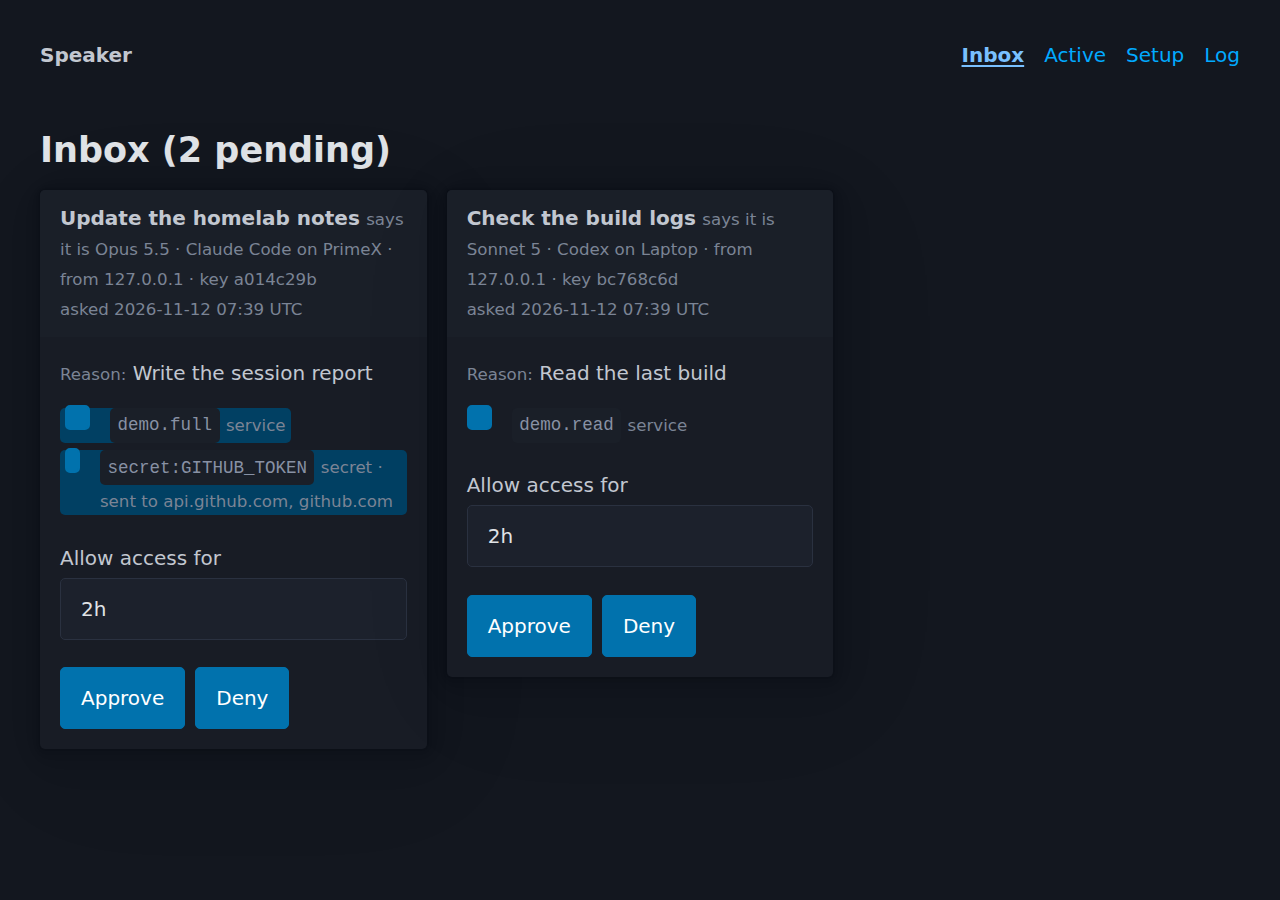 Speaker
Inbox Active Setup Log
Inbox (2 pending)
Update the homelab notes says
it is Opus 5.5 · Claude Code on PrimeX ·
from 127.0.0.1 · key a014c29b
asked 2026-11-12 07:39 UTC
Reason: Write the session report
demo.full service
secret:GITHUB_TOKEN secret ·
sent to api.github.com, github.com
Allow access for
2h
Approve Deny
Check the build logs says it is
Sonnet 5 · Codex on Laptop · from
127.0.0.1 · key bc768c6d
asked 2026-11-12 07:39 UTC
Reason: Read the last build
demo.read service
Allow access for
2h
Approve Deny